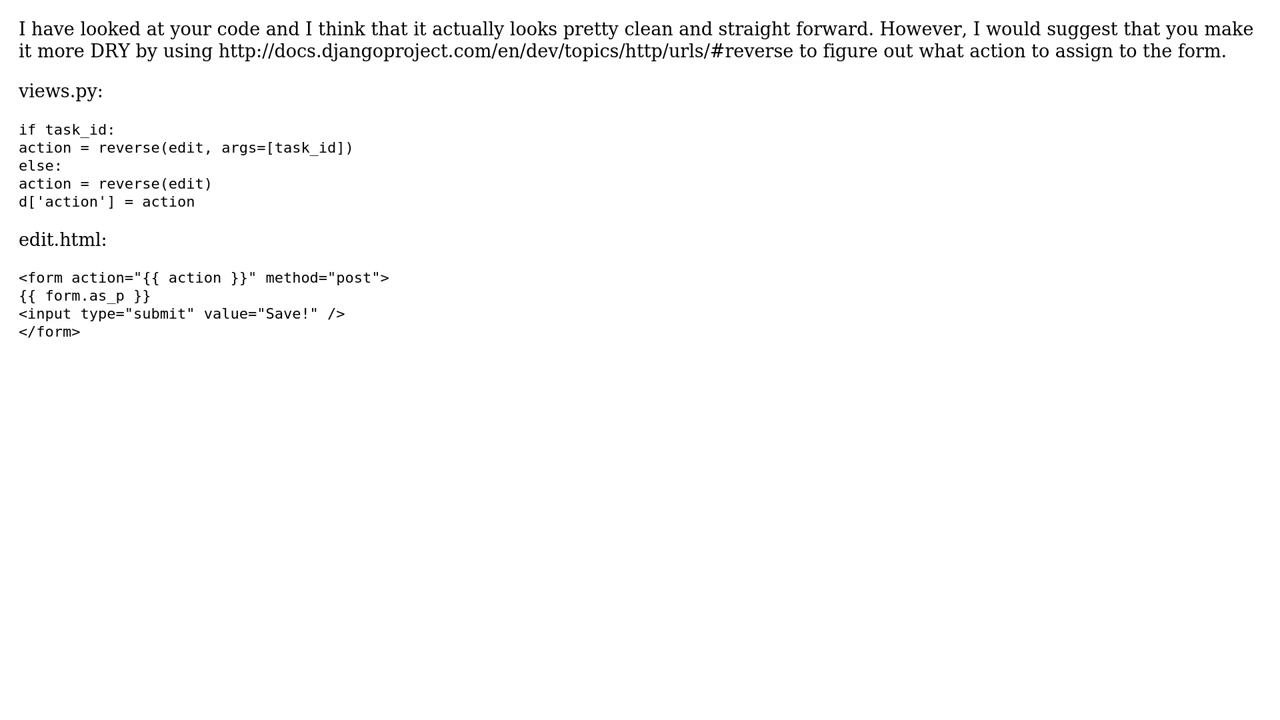 I have looked at your code and I think that it actually looks pretty clean and straight forward. However, I would suggest that you make
it more DRY by using http://docs.djangoproject.com/en/dev/topics/http/urls/#reverse to figure out what action to assign to the form.
views.py:
if task_id:
action = reverse(edit, args=[task_id])
else:
action = reverse(edit)
d['action'] = action
edit.html:
<form action="{{ action }}" method="post">
{{ form.as_p }}
<input type="submit" value="Save!" />
</form>